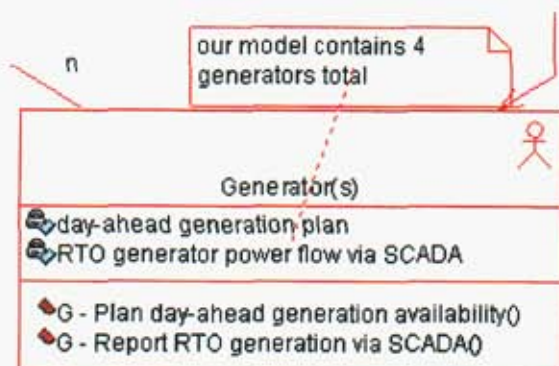 our model contains 4
generators total
n
Generator(s)
day-ahead generation plan
RTO generator power flow via SCADA
G - Plan day-ahead generation availability()
G - Report RTO generation via SCADA()